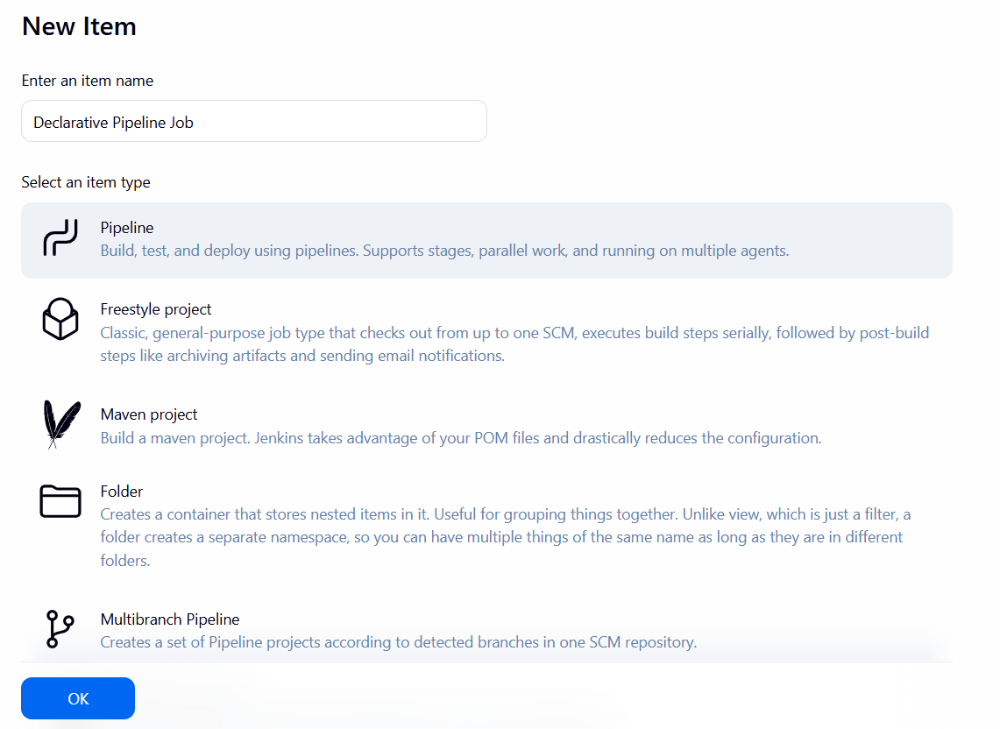 New Item
Enter an item name
Declarative Pipeline Job
Select an item type
Pipeline
Build, test, and deploy using pipelines. Supports stages, parallel work, and running on multiple agents.
Freestyle project
Classic, general-purpose job type that checks out from up to one SCM, executes build steps serially, followed by post-build
steps like archiving artifacts and sending email notifications.
Maven project
Build a maven project. Jenkins takes advantage of your POM files and drastically reduces the configuration.
Folder
Creates a container that stores nested items in it. Useful for grouping things together. Unlike view, which is just a filter, a
folder creates a separate namespace, so you can have multiple things of the same name as long as they are in different
folders.
Multibranch Pipeline
Creates a set of Pipeline projects according to detected branches in one SCM repository.
OK